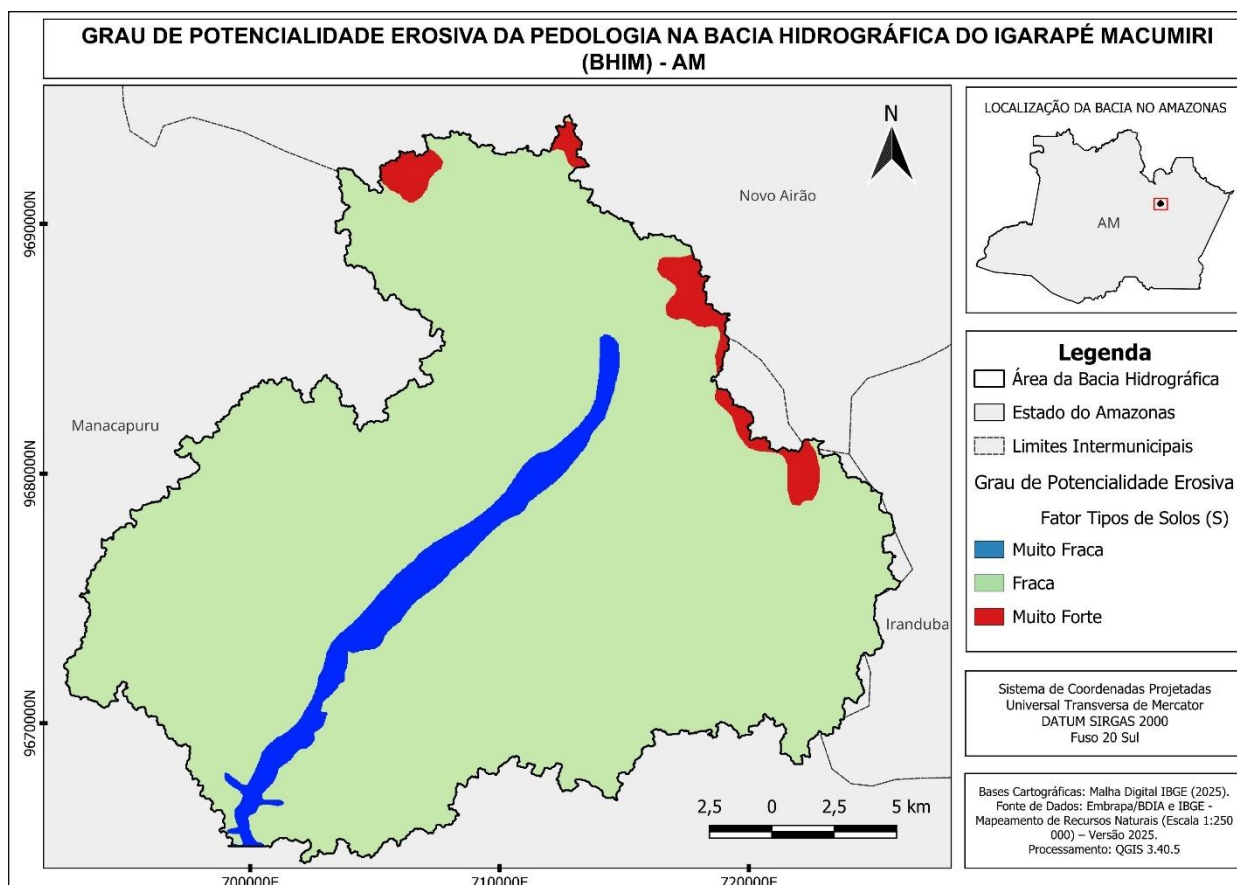 GRAU DE POTENCIALIDADE EROSIVA DA PEDOLOGIA NA BACIA HIDROGRÁFICA DO IGARAPÉ MACUMIRI
(BHIM) - AM
N
Novo Airão
Manacapuru
Iranduba
9690000N
9680000N
9670000N
700000E
710000E
720000E
2,5 0 2,5 5 km
LOCALIZAÇÃO DA BACIA NO AMAZONAS
AM
Legenda
Área da Bacia Hidrográfica
Estado do Amazonas
Limites Intermunicipais
Grau de Potencialidade Erosiva
Fator Tipos de Solos (S)
Muito Fraca
Fraca
Muito Forte
Sistema de Coordenadas Projetadas
Universal Transversa de Mercator
DATUM SIRGAS 2000
Fuso 20 Sul
Bases Cartográficas: Malha Digital IBGE (2025).
Fonte de Dados: Embrapa/BDIA e IBGE -
Mapeamento de Recursos Naturais (Escala 1:250
000) – Versão 2025.
Processamento: QGIS 3.40.5